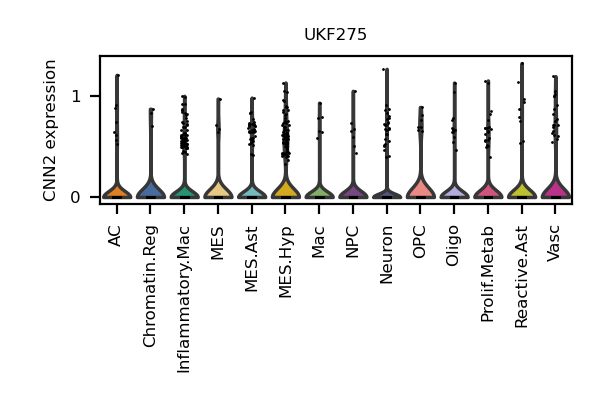 UKF275
CNN2 expression
1
0
AC
Chromatin.Reg
Inflammatory.Mac
MES
MES.Ast
MES.Hyp
Mac
NPC
Neuron
OPC
Oligo
Prolif.Metab
Reactive.Ast
Vasc